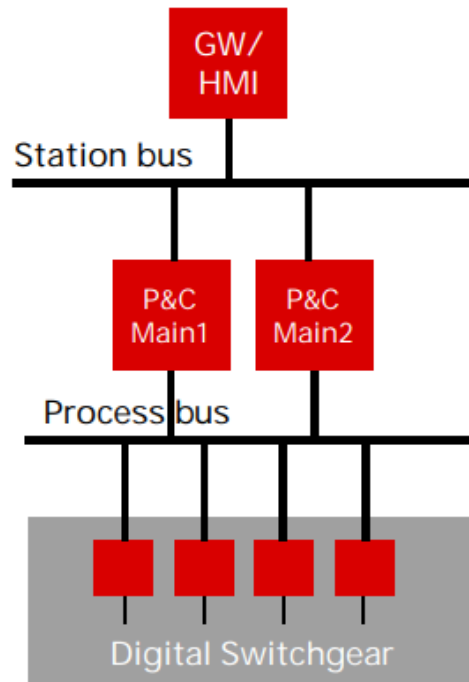 GW/
HMI
Station bus
P&C
Main1
P&C
Main2
Process bus
Digital Switchgear